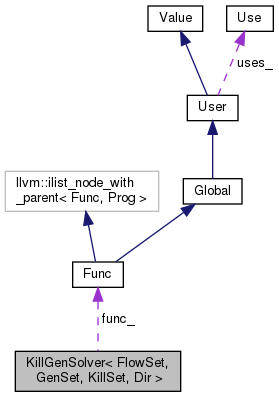 Value
Use
uses_
User
llvm::ilist_node_with
_parent< Func, Prog >
Global
Func
func_
KillGenSolver< FlowSet,
GenSet, KillSet, Dir >